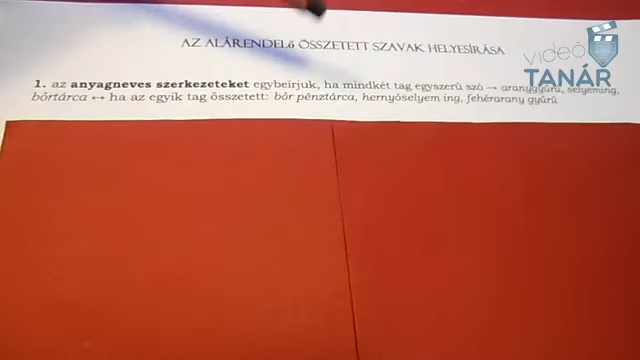 AZ ALÁRENDELŐ ÖSSZETETT SZAVAK HELYESÍRÁSA
videó
TANÁR
1. az anyagneves szerkezeteket egybeírjuk, ha mindkét tag egyszerű szó → aranygyűrű, selyeming,
bőrtárca ↔ ha az egyik tag összetett: bőr pénztárca, hernyóselyem ing, fehérarany gyűrű